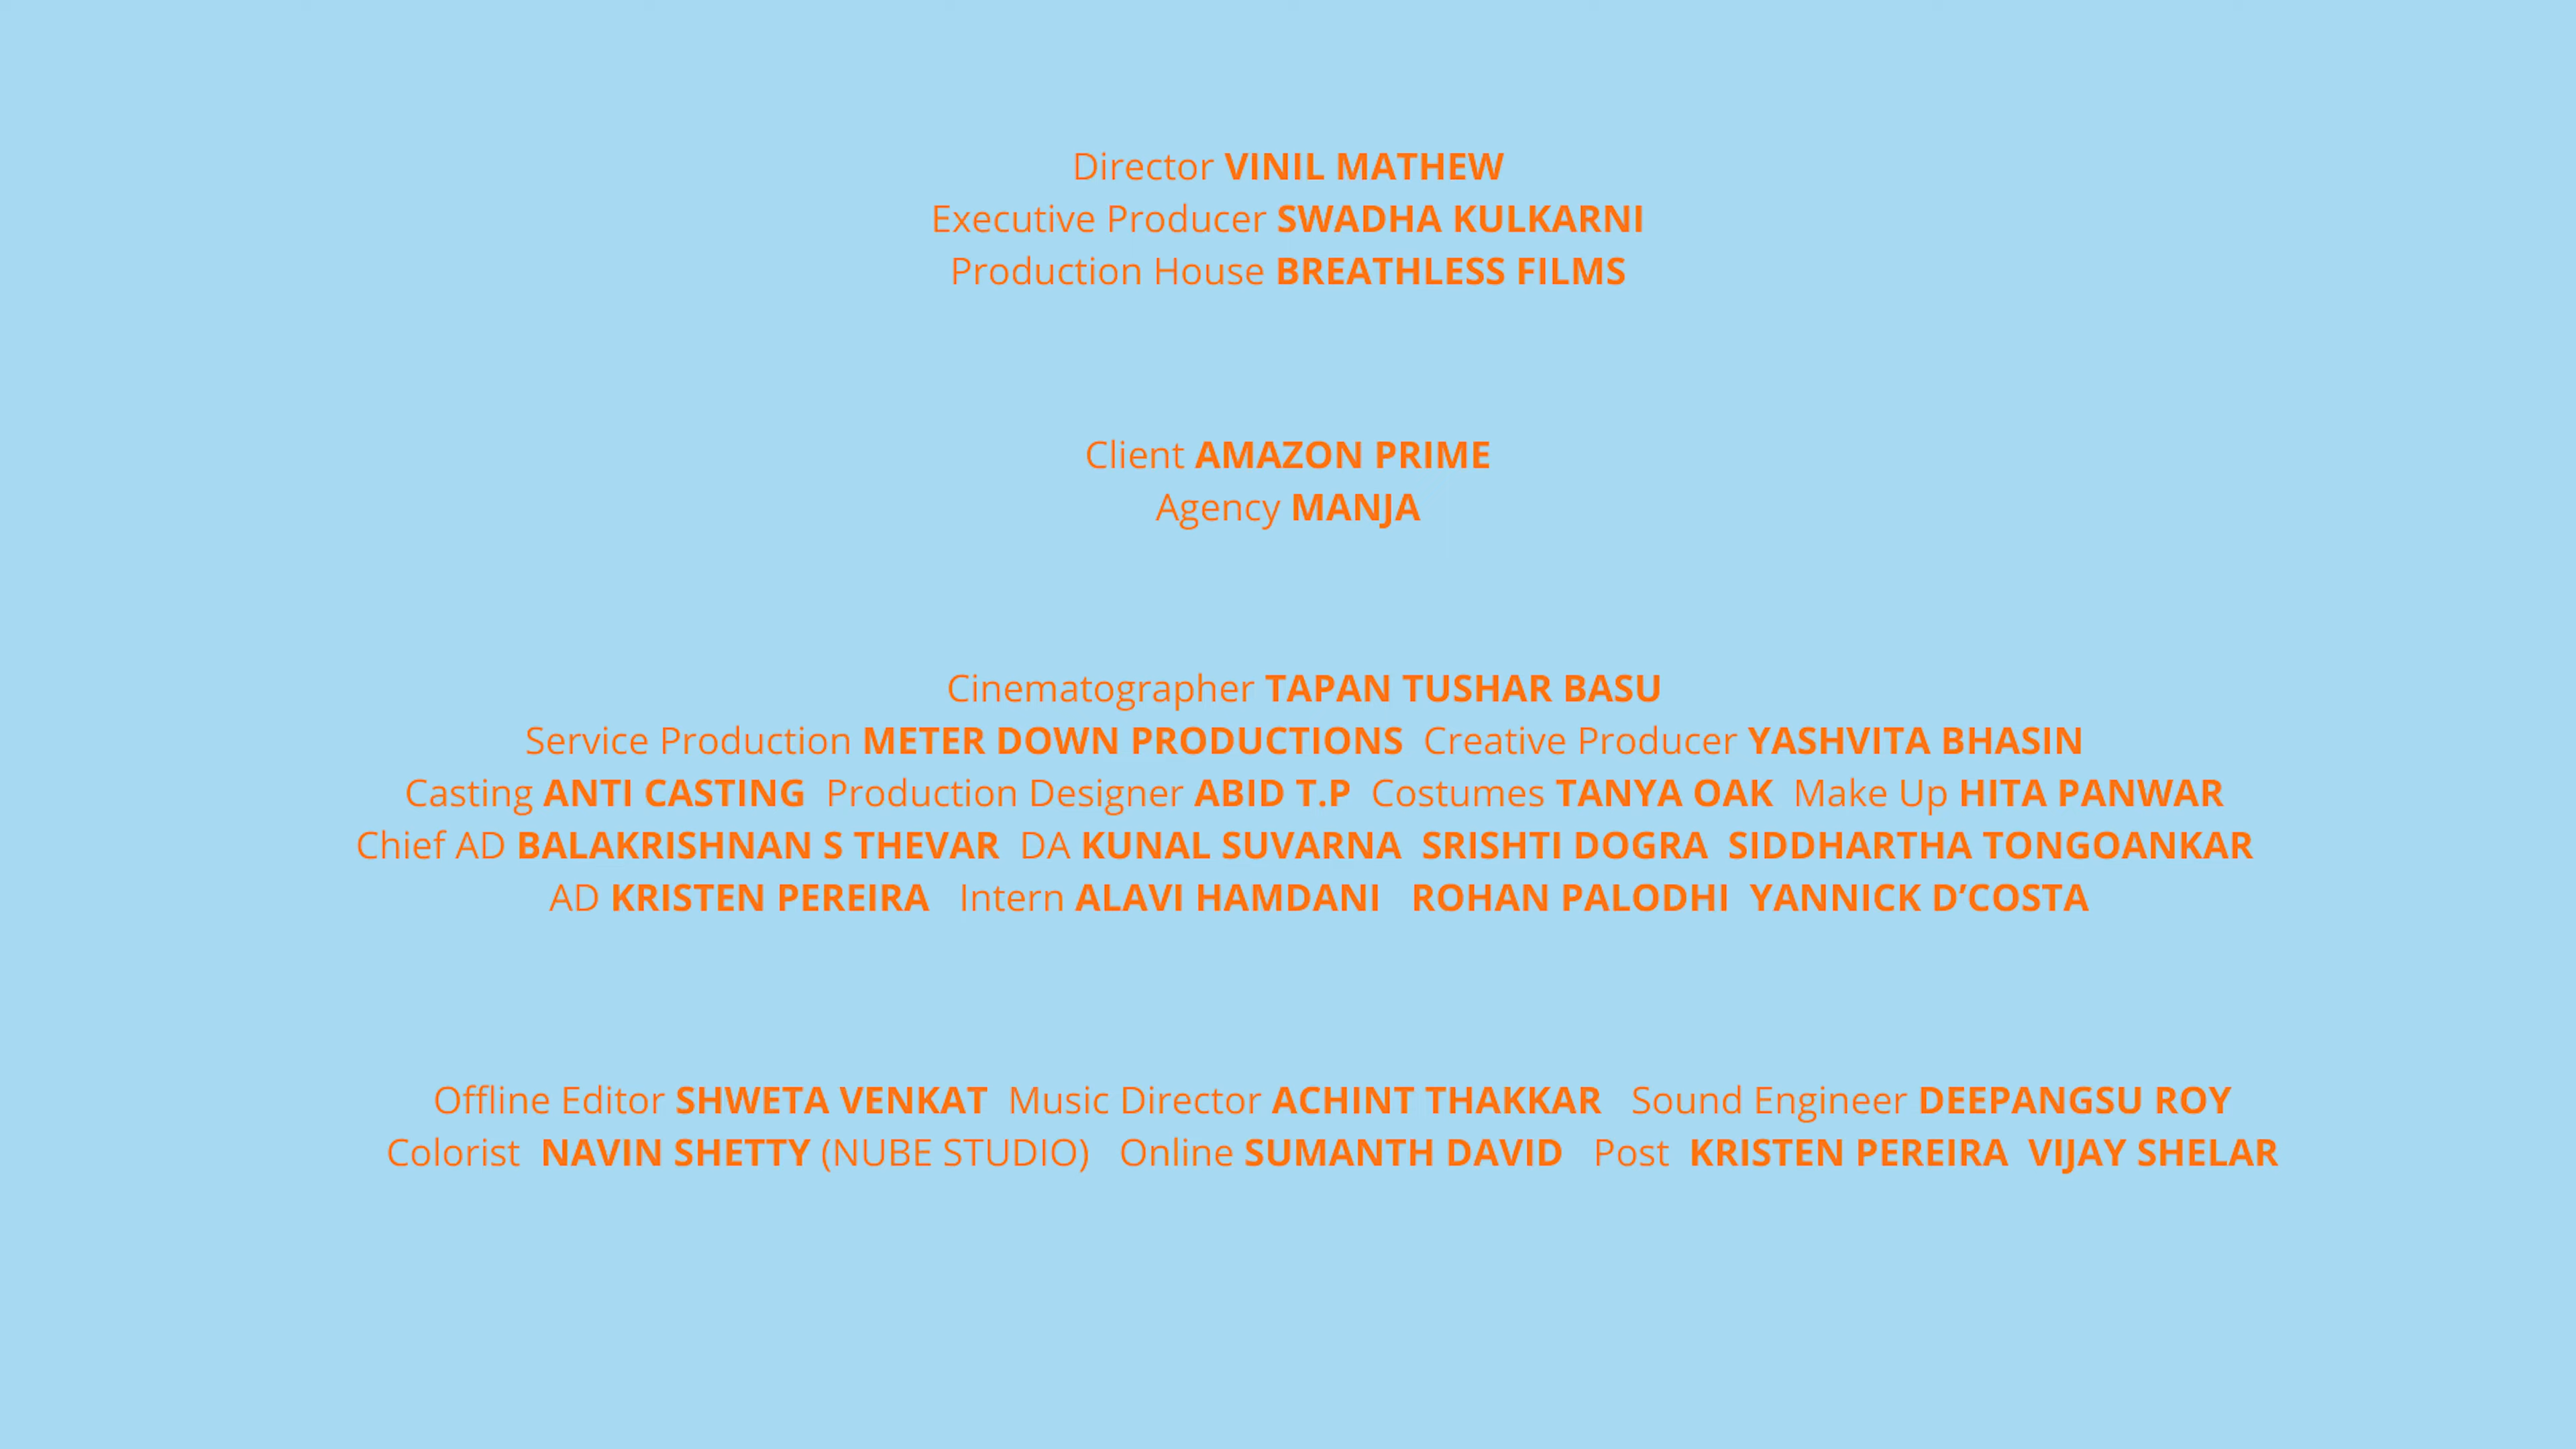 Director VINIL MATHEW
Executive Producer SWADHA KULKARNI
Production House BREATHLESS FILMS
Client AMAZON PRIME
Agency MANJA
Cinematographer TAPAN TUSHAR BASU
Service Production METER DOWN PRODUCTIONS Creative Producer YASHVITA BHASIN
Casting ANTI CASTING Production Designer ABID T.P Costumes TANYA OAK Make Up HITA PANWAR
Chief AD BALAKRISHNAN S THEVAR DA KUNAL SUVARNA SRISHTI DOGRA SIDDHARTHA TONGOANKAR
AD KRISTEN PEREIRA Intern ALAVI HAMDANI ROHAN PALODHI YANNICK D’COSTA
Offline Editor SHWETA VENKAT Music Director ACHINT THAKKAR Sound Engineer DEEPANGSU ROY
Colorist NAVIN SHETTY (NUBE STUDIO) Online SUMANTH DAVID Post KRISTEN PEREIRA VIJAY SHELAR